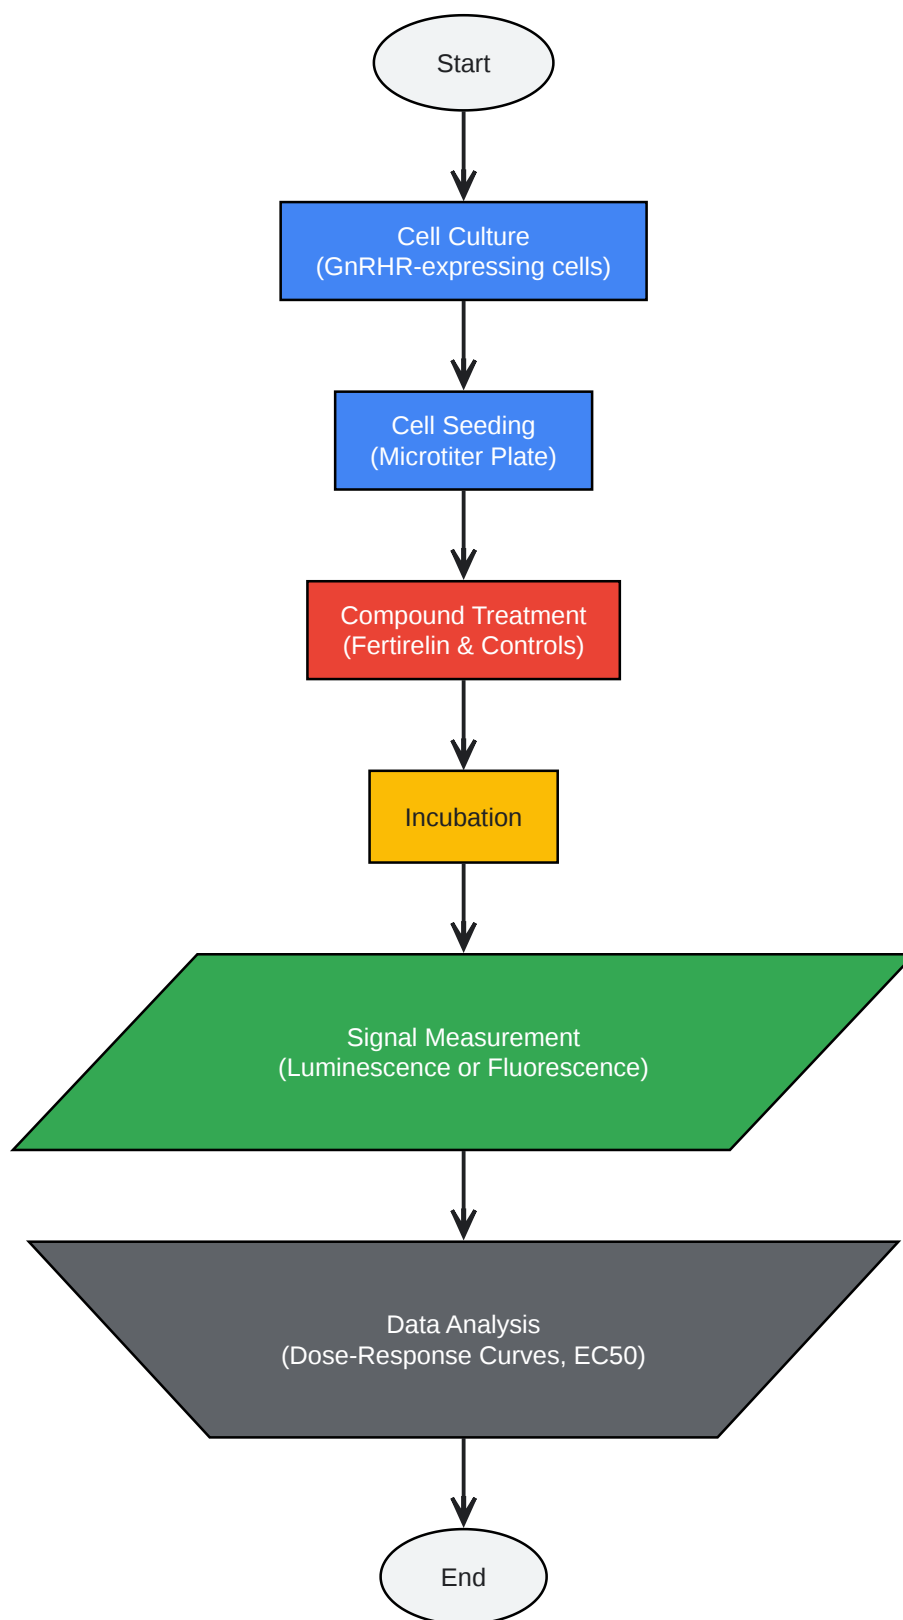 Start
Cell Culture
(GnRHR-expressing cells)
Cell Seeding
(Microtiter Plate)
Compound Treatment
(Fertirelin & Controls)
Incubation
Signal Measurement
(Luminescence or Fluorescence)
Data Analysis
(Dose-Response Curves, EC50)
End